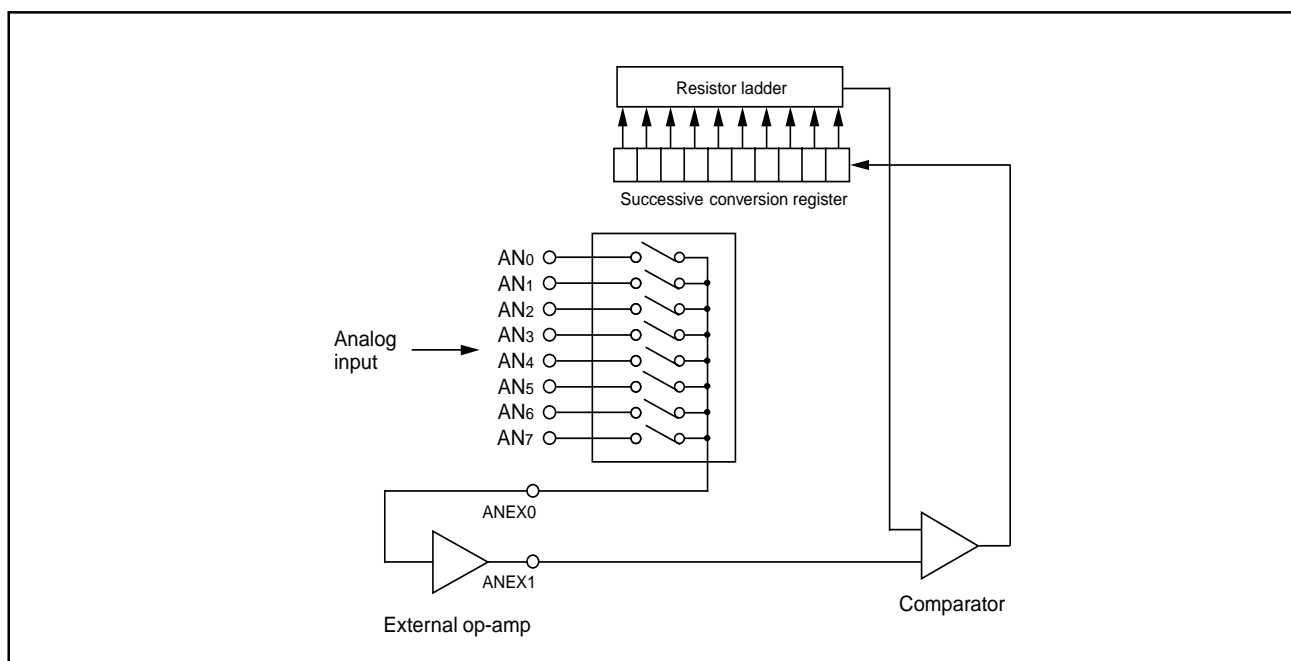 Resistor ladder
Successive conversion register
AN0
AN1
AN2
AN3
AN4
AN5
AN6
AN7
Analog
input
ANEX0
ANEX1
External op-amp
Comparator